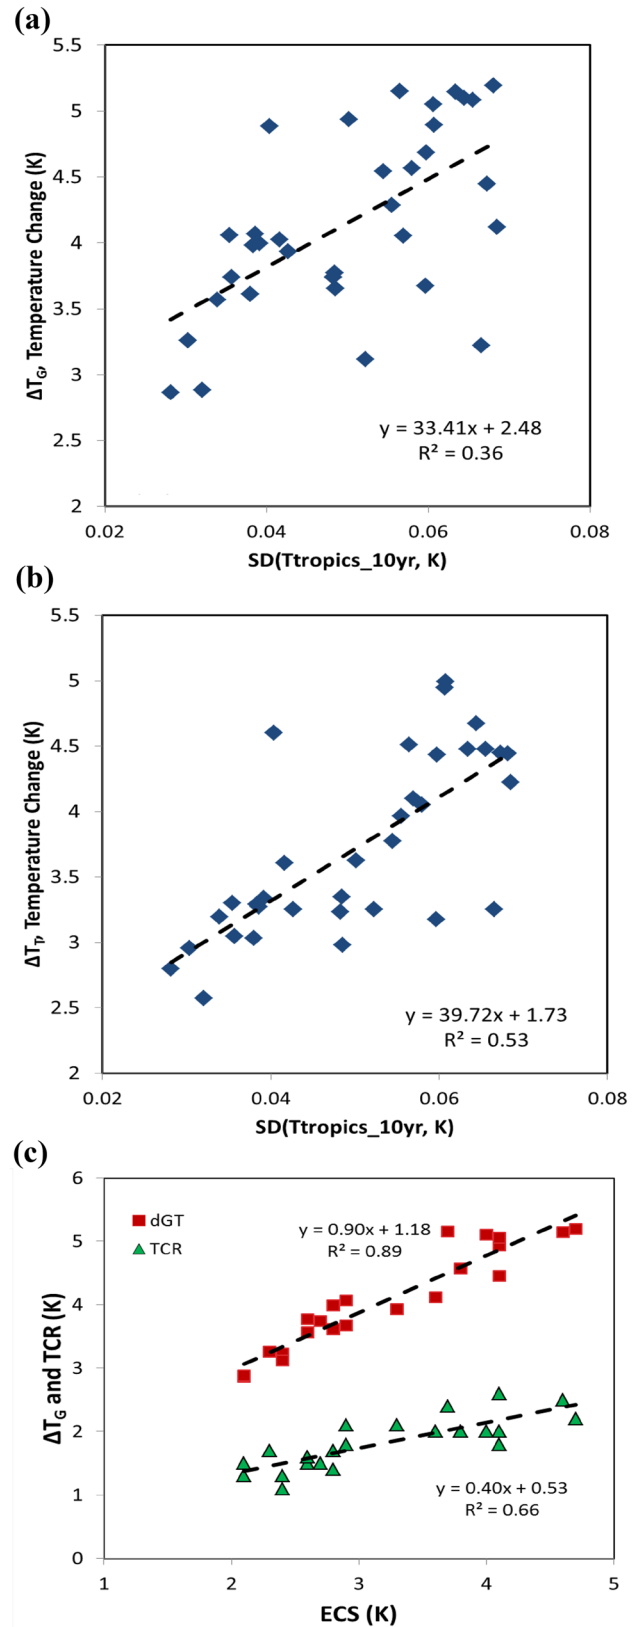 (a)
5.5
5
4.5
4
3.5
3
2.5
2
ΔT_G, Temperature Change (K)
y = 33.41x + 2.48
R² = 0.36
0.02 0.04 0.06 0.08
SD(Ttropics_10yr, K)
(b)
5.5
5
4.5
4
3.5
3
2.5
2
ΔT_T, Temperature Change (K)
y = 39.72x + 1.73
R² = 0.53
0.02 0.04 0.06 0.08
SD(Ttropics_10yr, K)
(c)
6
5
4
3
2
1
0
ΔT_G and TCR (K)
dGT
TCR
y = 0.90x + 1.18
R² = 0.89
y = 0.40x + 0.53
R² = 0.66
1 2 3 4 5
ECS (K)